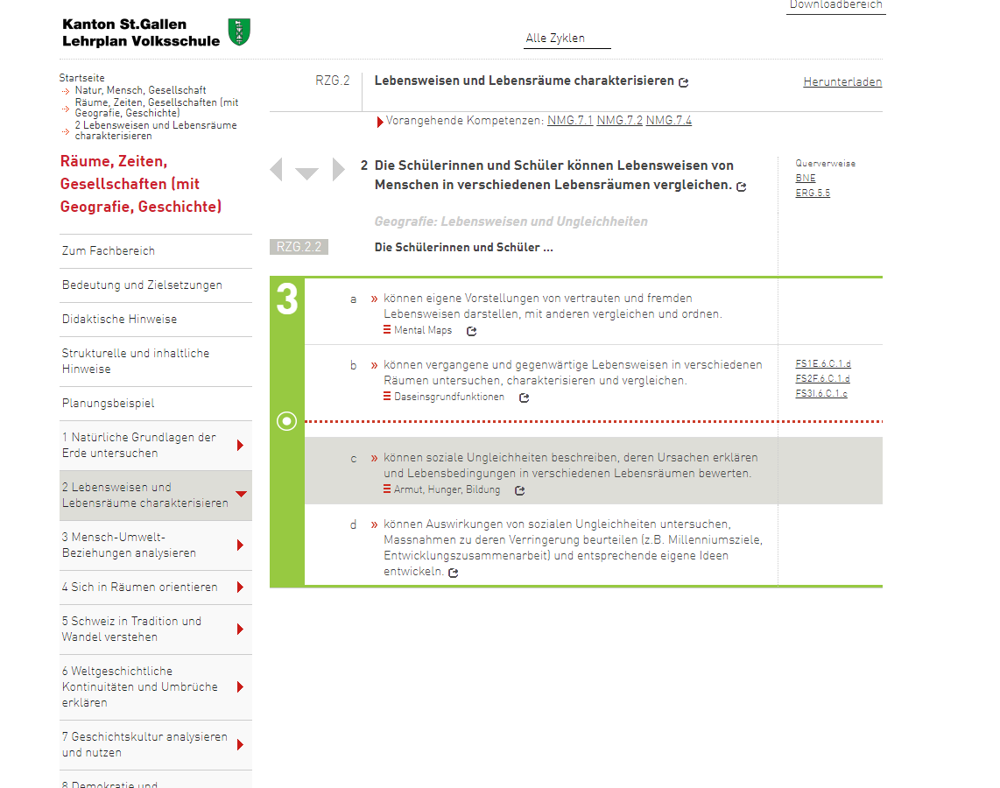 Downloadbereich
Kanton St.Gallen
Lehrplan Volksschule
Alle Zyklen
Startseite
Natur, Mensch, Gesellschaft
Räume, Zeiten, Gesellschaften (mit
Geografie, Geschichte)
2 Lebensweisen und Lebensräume
charakterisieren
Räume, Zeiten,
Gesellschaften (mit
Geografie, Geschichte)
Zum Fachbereich
Bedeutung und Zielsetzungen
Didaktische Hinweise
Strukturelle und inhaltliche
Hinweise
Planungsbeispiel
1 Natürliche Grundlagen der
Erde untersuchen
2 Lebensweisen und
Lebensräume charakterisieren
3 Mensch-Umwelt-
Beziehungen analysieren
4 Sich in Räumen orientieren
5 Schweiz in Tradition und
Wandel verstehen
6 Weltgeschichtliche
Kontinuitäten und Umbrüche
erklären
7 Geschichtskultur analysieren
und nutzen
8 Demokratie und
RZG.2 Lebensweisen und Lebensräume charakterisieren
Herunterladen
Vorangehende Kompetenzen: NMG.7.1 NMG.7.2 NMG.7.4
2 Die Schülerinnen und Schüler können Lebensweisen von
Menschen in verschiedenen Lebensräumen vergleichen.
Querverweise
BNE
ERG.5.5
Geografie: Lebensweisen und Ungleichheiten
RZG.2.2 Die Schülerinnen und Schüler ...
3
a » können eigene Vorstellungen von vertrauten und fremden
Lebensweisen darstellen, mit anderen vergleichen und ordnen.
Mental Maps
b » können vergangene und gegenwärtige Lebensweisen in verschiedenen
Räumen untersuchen, charakterisieren und vergleichen.
Daseinsgrundfunktionen
FS1E.6.C.1.d
FS2F.6.C.1.d
FS3I.6.C.1.c
c » können soziale Ungleichheiten beschreiben, deren Ursachen erklären
und Lebensbedingungen in verschiedenen Lebensräumen bewerten.
Armut, Hunger, Bildung
d » können Auswirkungen von sozialen Ungleichheiten untersuchen,
Massnahmen zu deren Verringerung beurteilen (z.B. Millenniumsziele,
Entwicklungszusammenarbeit) und entsprechende eigene Ideen
entwickeln.